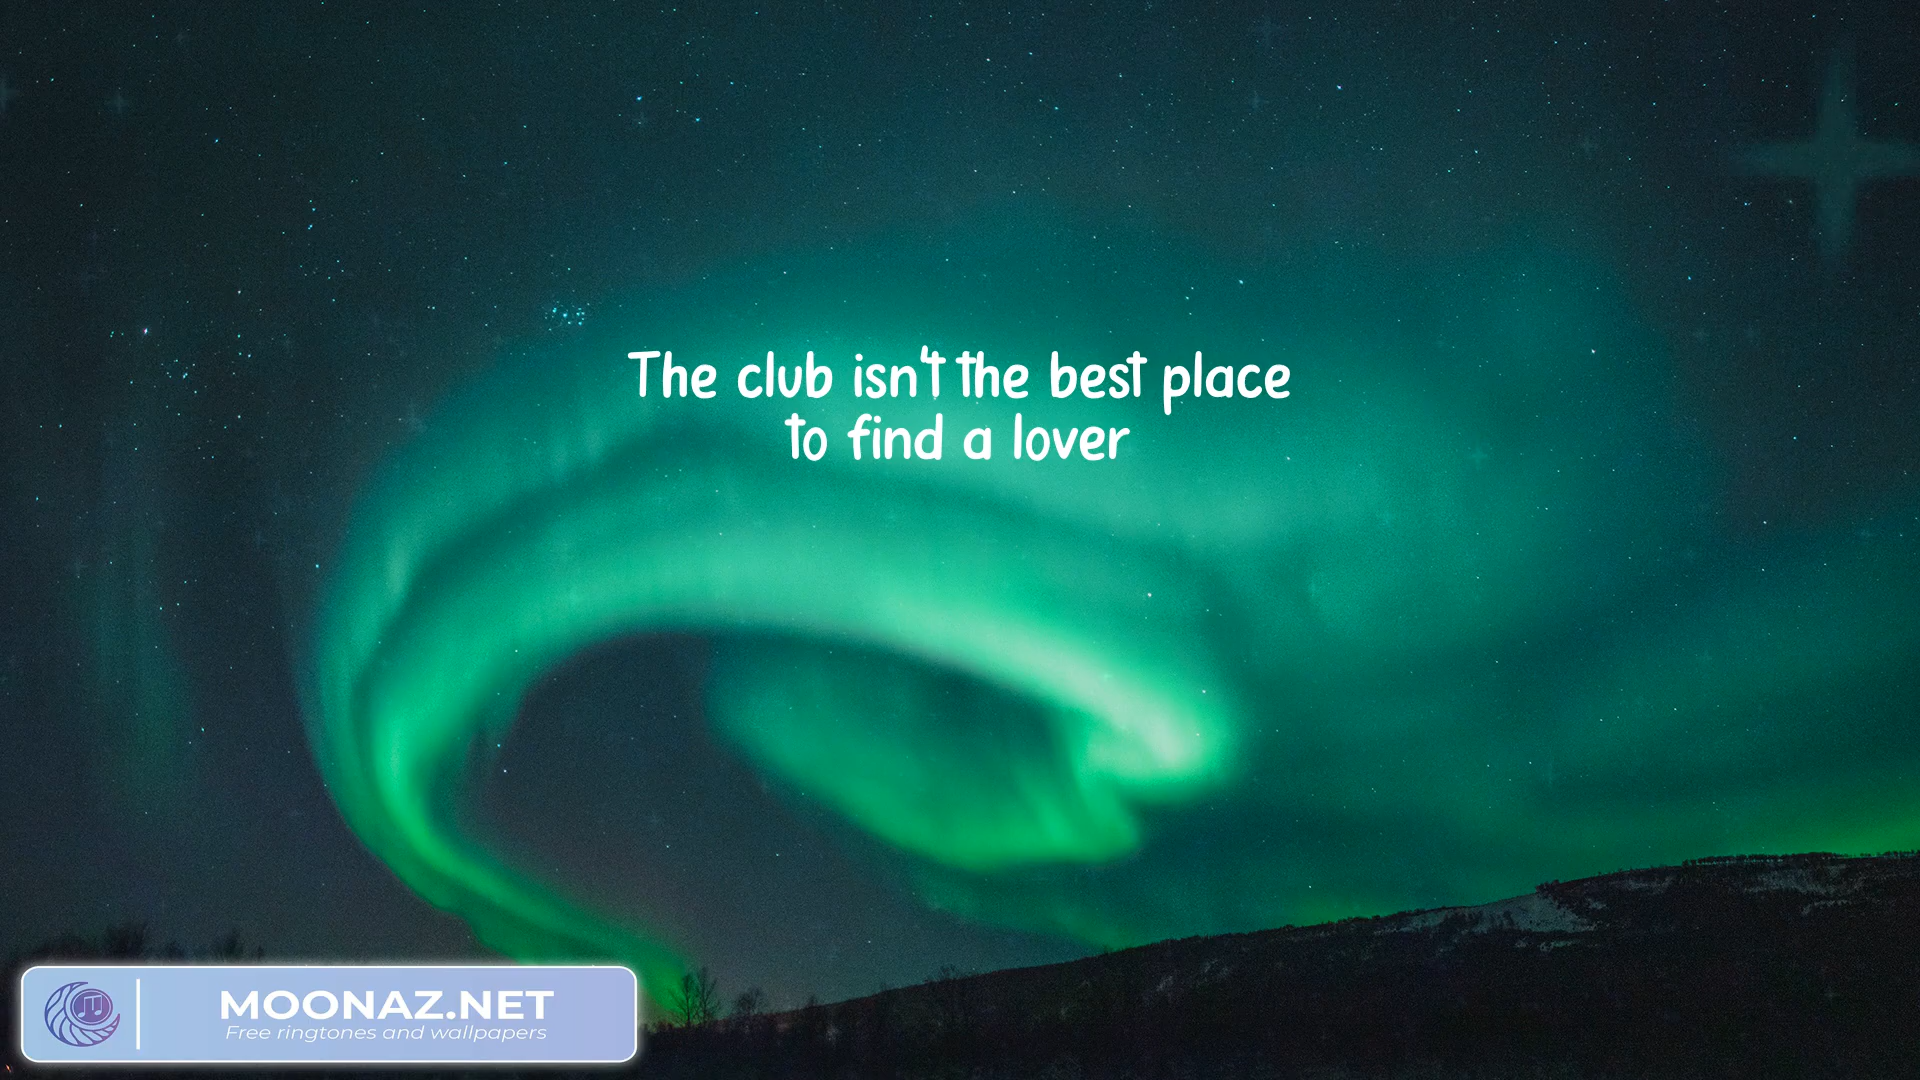 The club isn't the best place
to find a lover
MOONAZ.NET
Free ringtones and wallpapers